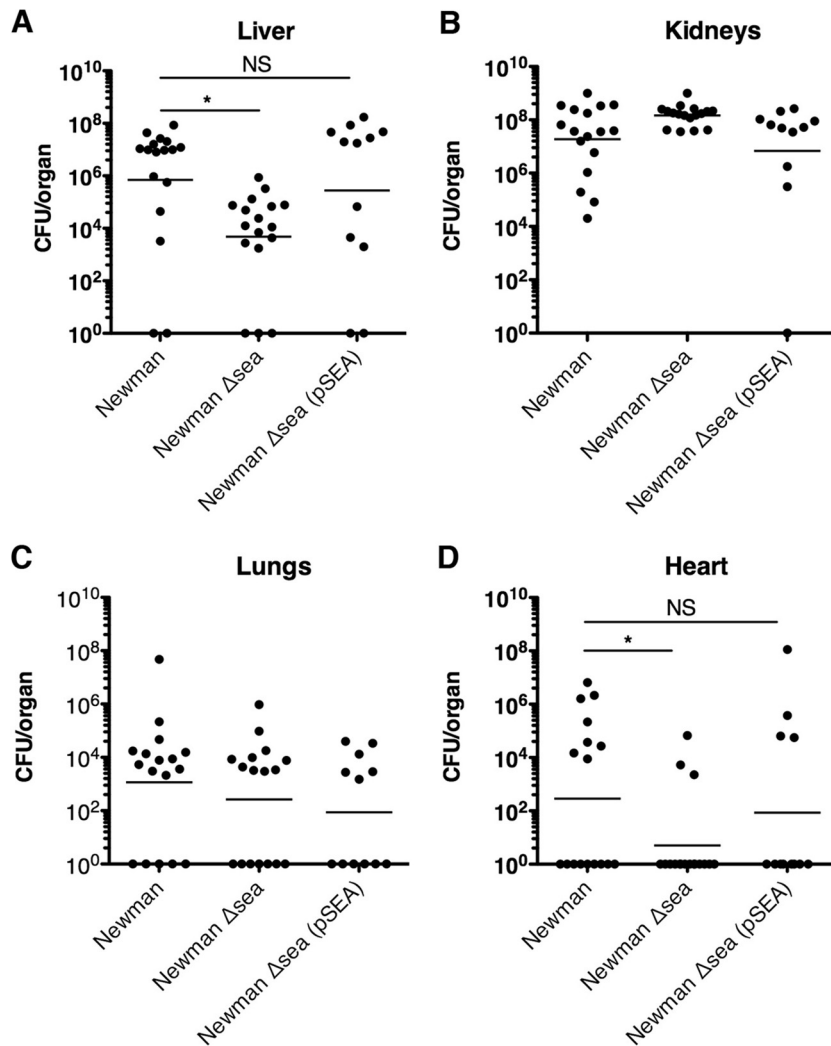 A
Liver
NS
*
CFU/organ
10^10
10^8
10^6
10^4
10^2
10^0
Newman
Newman Δsea
Newman Δsea (pSEA)
B
Kidneys
CFU/organ
10^10
10^8
10^6
10^4
10^2
10^0
Newman
Newman Δsea
Newman Δsea (pSEA)
C
Lungs
CFU/organ
10^10
10^8
10^6
10^4
10^2
10^0
Newman
Newman Δsea
Newman Δsea (pSEA)
D
Heart
NS
*
CFU/organ
10^10
10^8
10^6
10^4
10^2
10^0
Newman
Newman Δsea
Newman Δsea (pSEA)